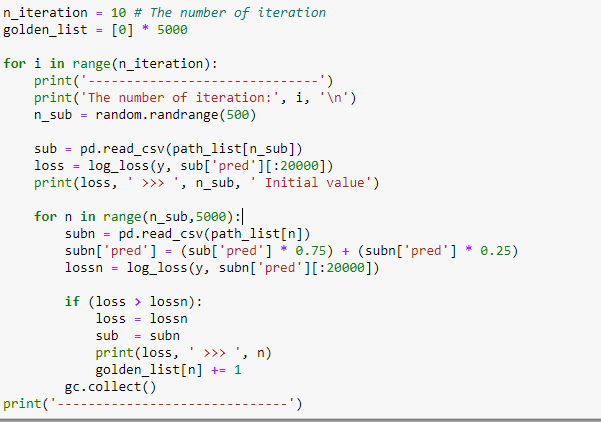 n_iteration = 10 # The number of iteration
golden_list = [0] * 5000

for i in range(n_iteration):
    print('------------------------------')
    print('The number of iteration:', i, '\n')
    n_sub = random.randrange(500)

    sub = pd.read_csv(path_list[n_sub])
    loss = log_loss(y, sub['pred'][:20000])
    print(loss, ' >>> ', n_sub, ' Initial value')

    for n in range(n_sub,5000):
        subn = pd.read_csv(path_list[n])
        subn['pred'] = (sub['pred'] * 0.75) + (subn['pred'] * 0.25)
        lossn = log_loss(y, subn['pred'][:20000])

        if (loss > lossn):
            loss = lossn
            sub  = subn
            print(loss, ' >>> ', n)
            golden_list[n] += 1
        gc.collect()
print('------------------------------')